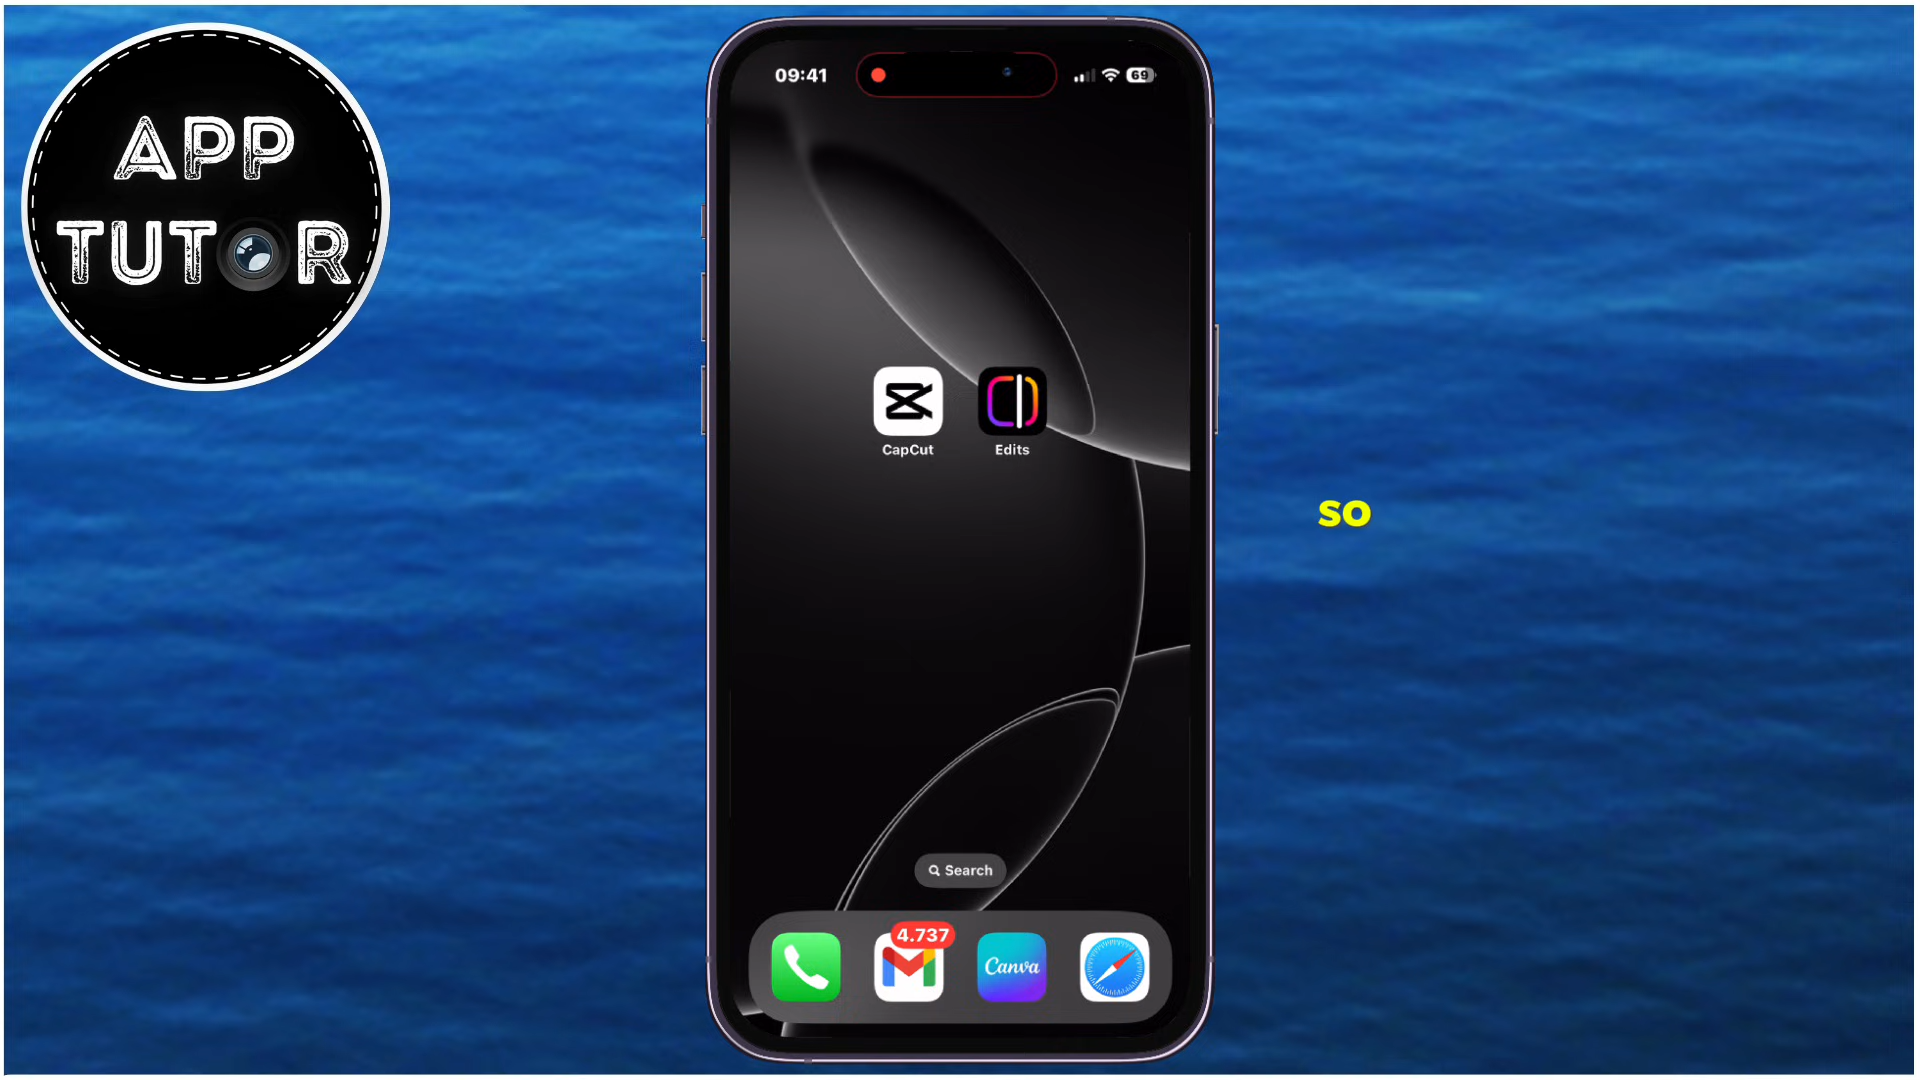 APP
TUTOR
09:41
69
CapCut
Edits
SO
Search
4.737
Canva